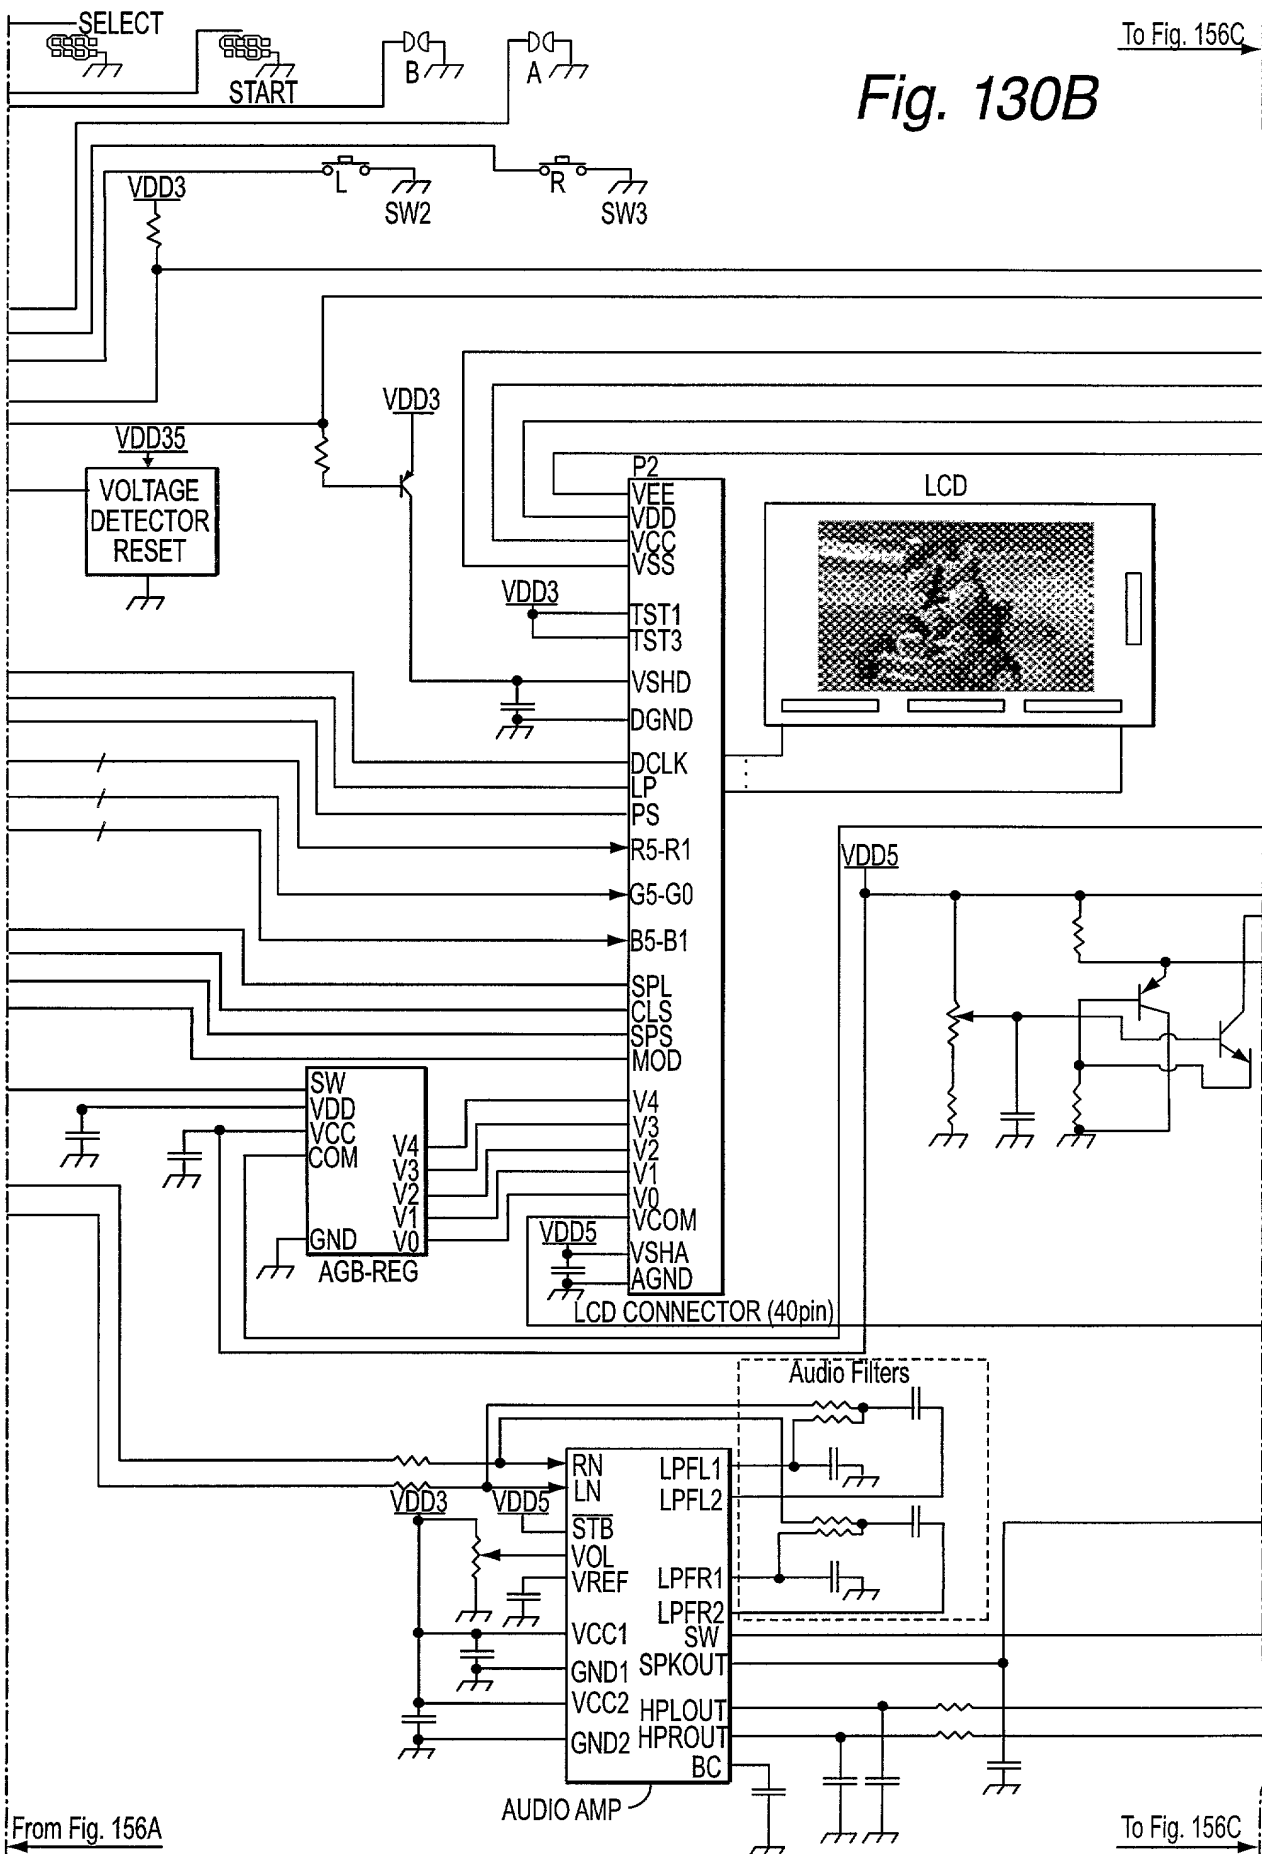 SELECT
START
B
A
To Fig. 156C
Fig. 130B
L
SW2
R
SW3
VDD3
VDD3
VDD35
VOLTAGE
DETECTOR
RESET
P2
VEE
VDD
VCC
VSS
VDD3
TST1
TST3
VSHD
DGND
DCLK
LP
PS
R5-R1
G5-G0
B5-B1
SPL
CLS
SPS
MOD
V4
V3
V2
V1
V0
VCOM
VDD5
VSHA
AGND
LCD CONNECTOR (40pin)
LCD
VDD5
SW
VDD
VCC
COM
GND
V4
V3
V2
V1
V0
AGB-REG
Audio Filters
RN
LN
VDD3
VDD5
STB
VOL
VREF
VCC1
GND1
VCC2
GND2
LPFL1
LPFL2
LPFR1
LPFR2
SW
SPKOUT
HPLOUT
HPROUT
BC
AUDIO AMP
From Fig. 156A
To Fig. 156C